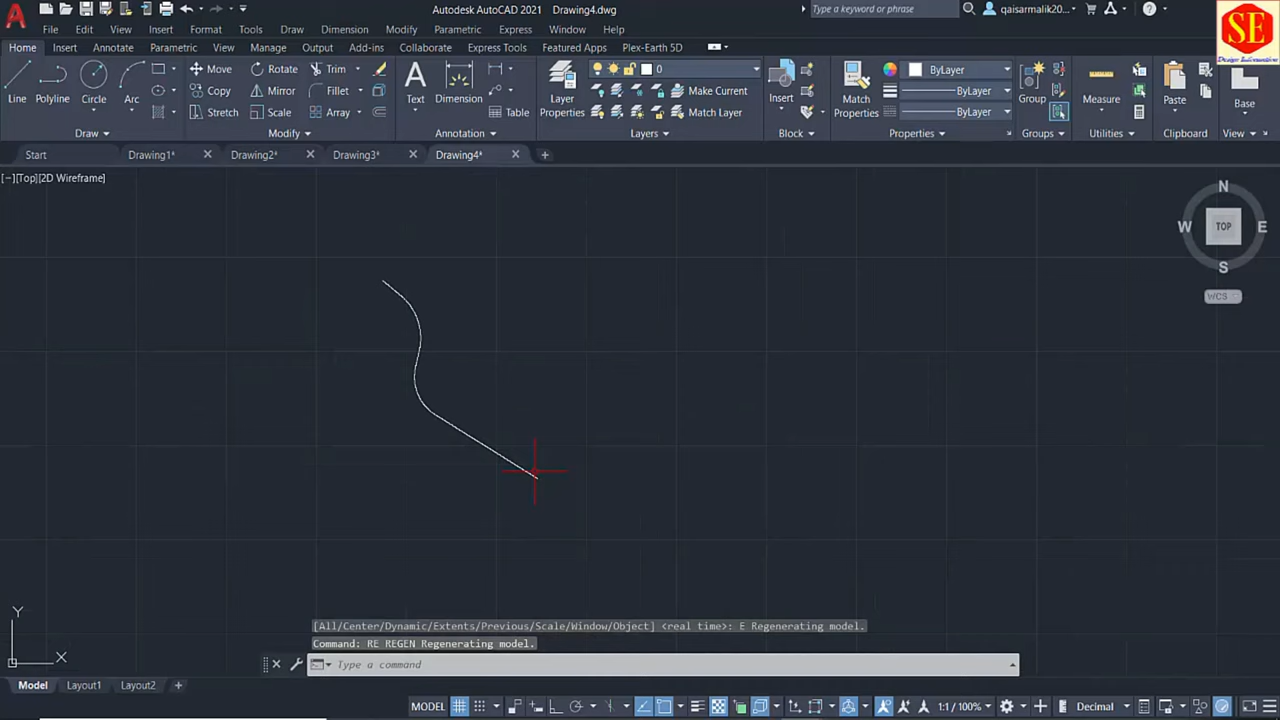 Autodesk AutoCAD 2021 Drawing4.dwg
Type a keyword or phrase
qaisarmalik20...
SE
File Edit View Insert Format Tools Draw Dimension Modify Parametric Express Window Help
Home Insert Annotate Parametric View Manage Output Add-ins Collaborate Express Tools Featured Apps Plex-Earth 5D
Line Polyline Circle Arc
Move Rotate Trim
Copy Mirror Fillet
Stretch Scale Array
Text Dimension Table
Layer Properties
0
Make Current
Match Layer
Insert
Match Properties
ByLayer
ByLayer
ByLayer
Group
Measure
Paste
Base
Draw Modify Annotation Layers Block Properties Groups Utilities Clipboard View
Start Drawing1* Drawing2* Drawing3* Drawing4*
[−][Top][2D Wireframe]
N
W TOP E
S
WCS
Y
X
[All/Center/Dynamic/Extents/Previous/Scale/Window/Object] <real time>: E Regenerating model.
Command: RE REGEN Regenerating model.
Type a command
Model Layout1 Layout2 +
MODEL 1:1 / 100% Decimal